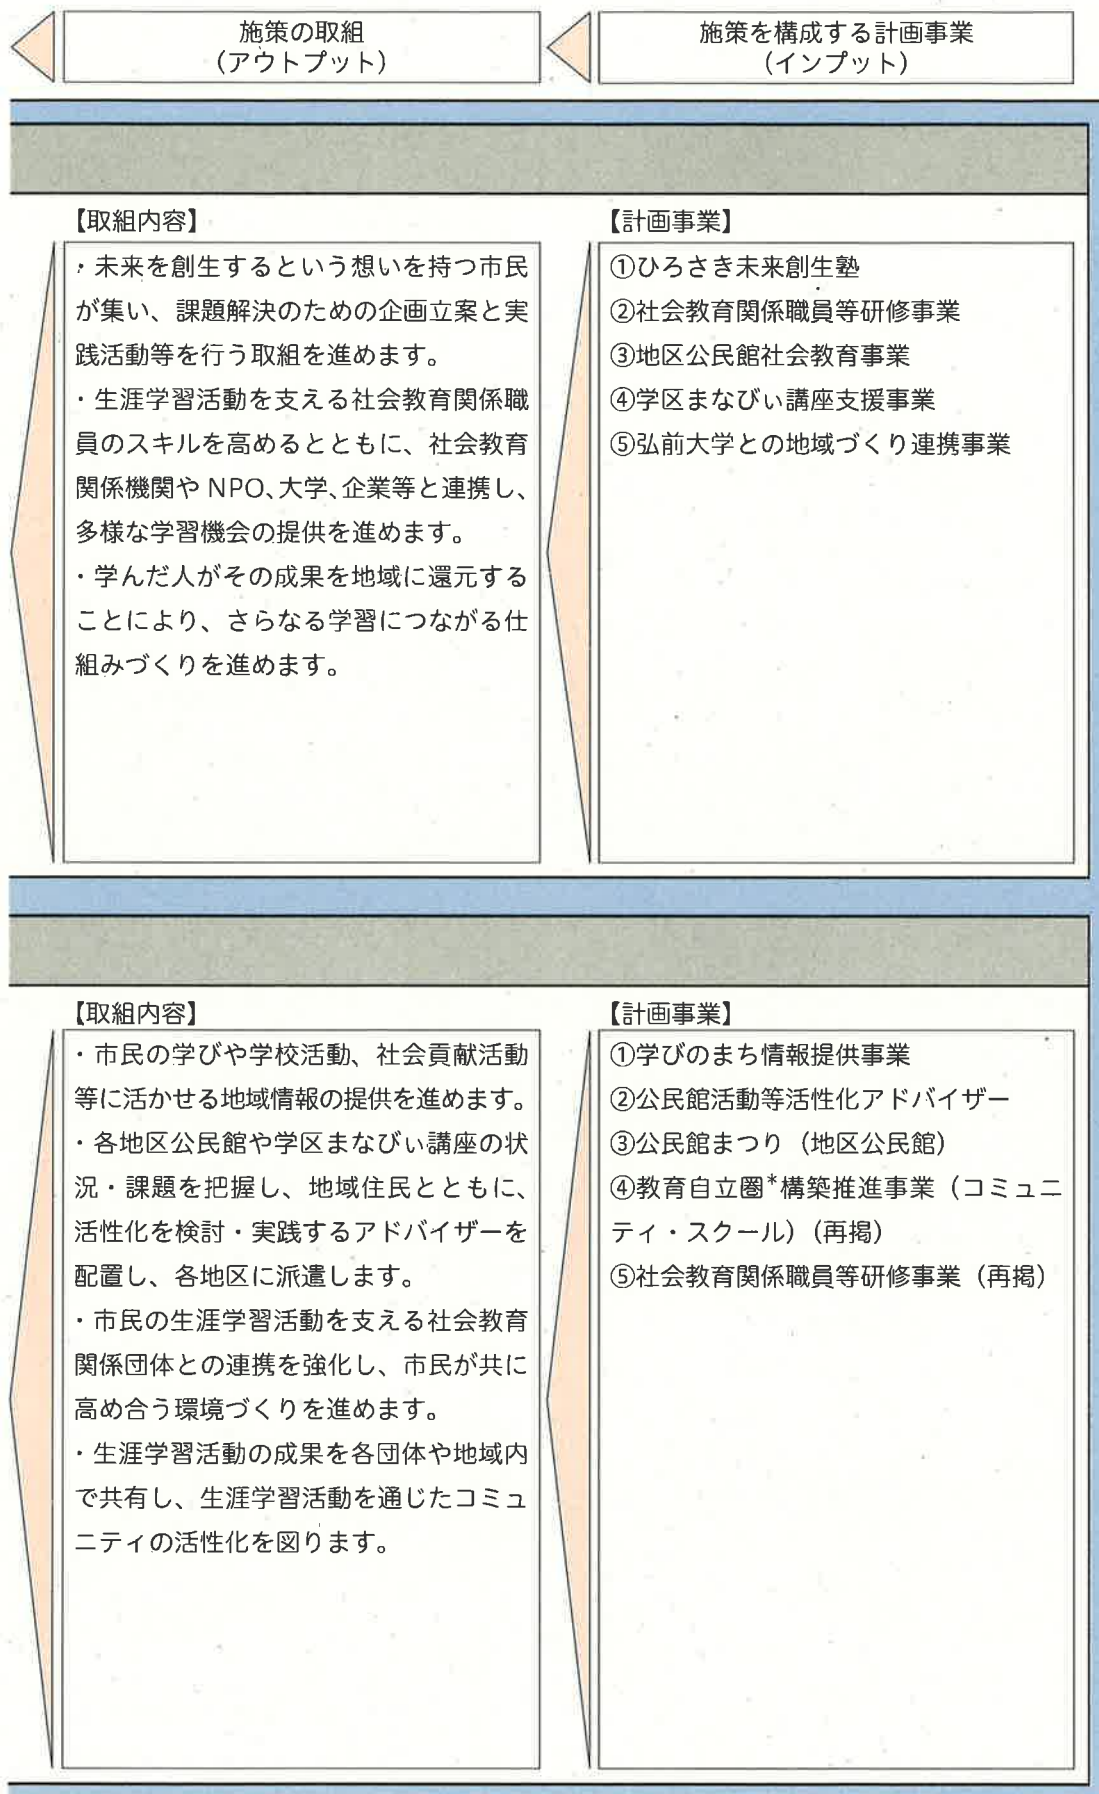 施策の取組
(アウトプット)
施策を構成する計画事業
(インプット)
【取組内容】
・未来を創生するという想いを持つ市民
が集い、課題解決のための企画立案と実
践活動等を行う取組を進めます。
・生涯学習活動を支える社会教育関係職
員のスキルを高めるとともに、社会教育
関係機関や NPO、大学、企業等と連携し、
多様な学習機会の提供を進めます。
・学んだ人がその成果を地域に還元する
ことにより、さらなる学習につながる仕
組みづくりを進めます。
【計画事業】
①ひろさき未来創生塾
②社会教育関係職員等研修事業
③地区公民館社会教育事業
④学区まなびぃ講座支援事業
⑤弘前大学との地域づくり連携事業
【取組内容】
・市民の学びや学校活動、社会貢献活動
等に活かせる地域情報の提供を進めます。
・各地区公民館や学区まなびぃ講座の状
況・課題を把握し、地域住民とともに、
活性化を検討・実践するアドバイザーを
配置し、各地区に派遣します。
・市民の生涯学習活動を支える社会教育
関係団体との連携を強化し、市民が共に
高め合う環境づくりを進めます。
・生涯学習活動の成果を各団体や地域内
で共有し、生涯学習活動を通じたコミュ
ニティの活性化を図ります。
【計画事業】
①学びのまち情報提供事業
②公民館活動等活性化アドバイザー
③公民館まつり（地区公民館）
④教育自立圏*構築推進事業（コミュニ
ティ・スクール）（再掲）
⑤社会教育関係職員等研修事業（再掲）